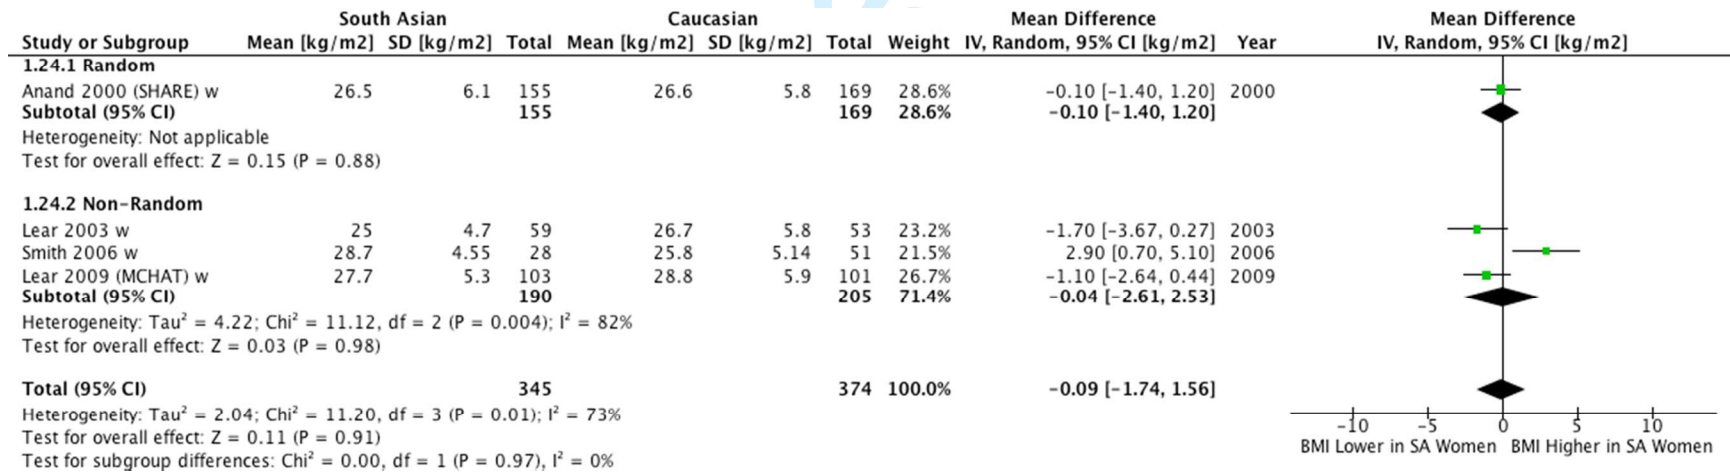 South Asian Caucasian Mean Difference Mean Difference
Study or Subgroup Mean [kg/m2] SD [kg/m2] Total Mean [kg/m2] SD [kg/m2] Total Weight IV, Random, 95% CI [kg/m2] Year IV, Random, 95% CI [kg/m2]
1.24.1 Random
Anand 2000 (SHARE) w 26.5 6.1 155 26.6 5.8 169 28.6% -0.10 [-1.40, 1.20] 2000
Subtotal (95% CI) 155 169 28.6% -0.10 [-1.40, 1.20]
Heterogeneity: Not applicable
Test for overall effect: Z = 0.15 (P = 0.88)
1.24.2 Non-Random
Lear 2003 w 25 4.7 59 26.7 5.8 53 23.2% -1.70 [-3.67, 0.27] 2003
Smith 2006 w 28.7 4.55 28 25.8 5.14 51 21.5% 2.90 [0.70, 5.10] 2006
Lear 2009 (MCHAT) w 27.7 5.3 103 28.8 5.9 101 26.7% -1.10 [-2.64, 0.44] 2009
Subtotal (95% CI) 190 205 71.4% -0.04 [-2.61, 2.53]
Heterogeneity: Tau² = 4.22; Chi² = 11.12, df = 2 (P = 0.004); I² = 82%
Test for overall effect: Z = 0.03 (P = 0.98)
Total (95% CI) 345 374 100.0% -0.09 [-1.74, 1.56]
Heterogeneity: Tau² = 2.04; Chi² = 11.20, df = 3 (P = 0.01); I² = 73%
Test for overall effect: Z = 0.11 (P = 0.91)
Test for subgroup differences: Chi² = 0.00, df = 1 (P = 0.97), I² = 0%
-10 -5 0 5 10
BMI Lower in SA Women BMI Higher in SA Women